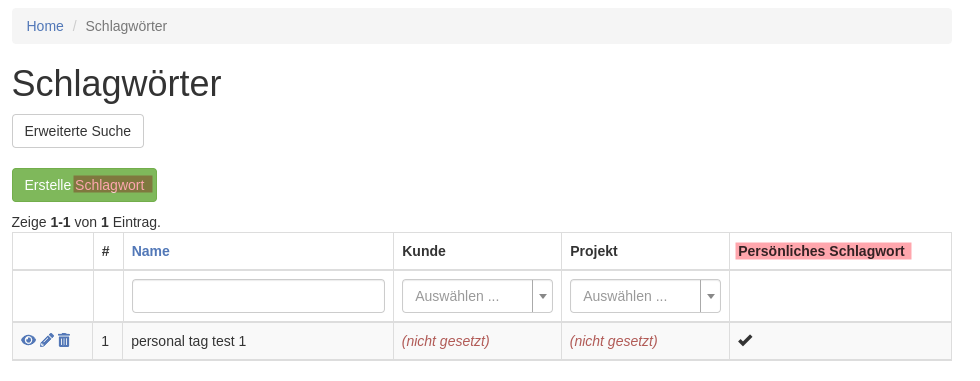 Home / Schlagwörter
Schlagwörter
Erweiterte Suche
Erstelle Schlagwort
Zeige 1-1 von 1 Eintrag.
# Name Kunde Projekt Persönliches Schlagwort
Auswählen ... Auswählen ...
1 personal tag test 1 (nicht gesetzt) (nicht gesetzt)